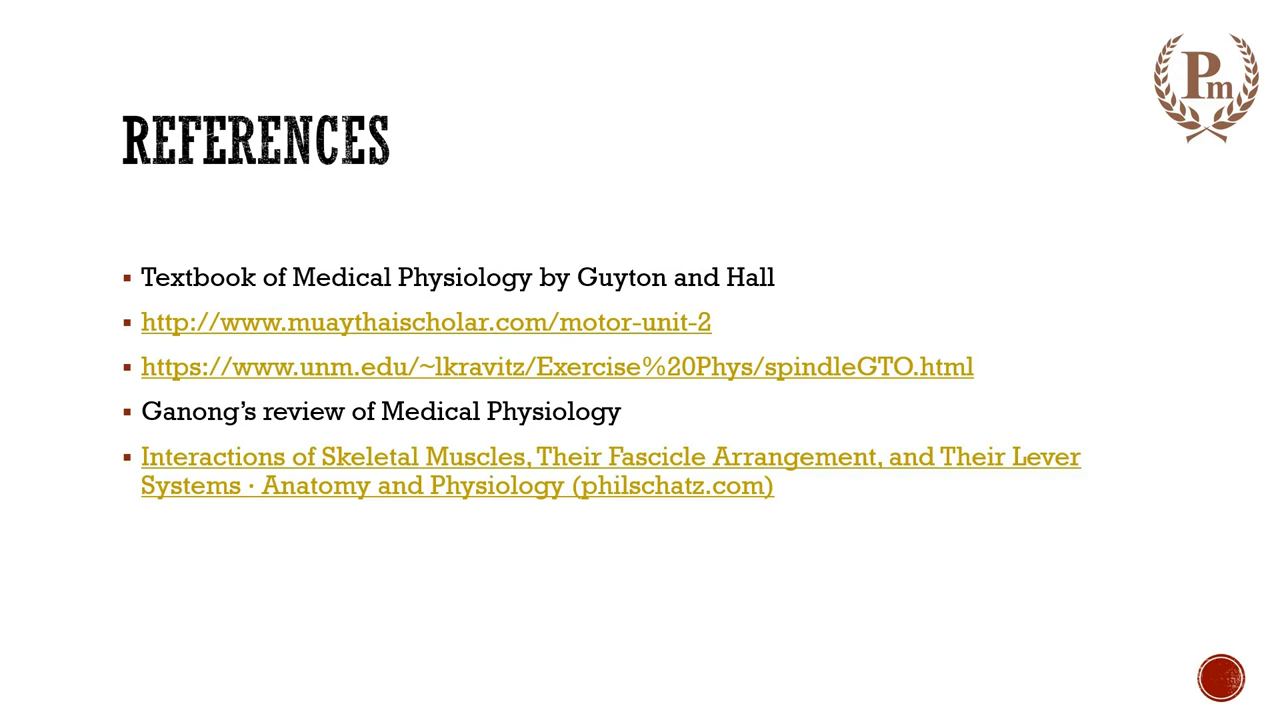 Pm
REFERENCES
▪ Textbook of Medical Physiology by Guyton and Hall
▪ http://www.muaythaischolar.com/motor-unit-2
▪ https://www.unm.edu/~lkravitz/Exercise%20Phys/spindleGTO.html
▪ Ganong’s review of Medical Physiology
▪ Interactions of Skeletal Muscles, Their Fascicle Arrangement, and Their Lever
Systems · Anatomy and Physiology (philschatz.com)